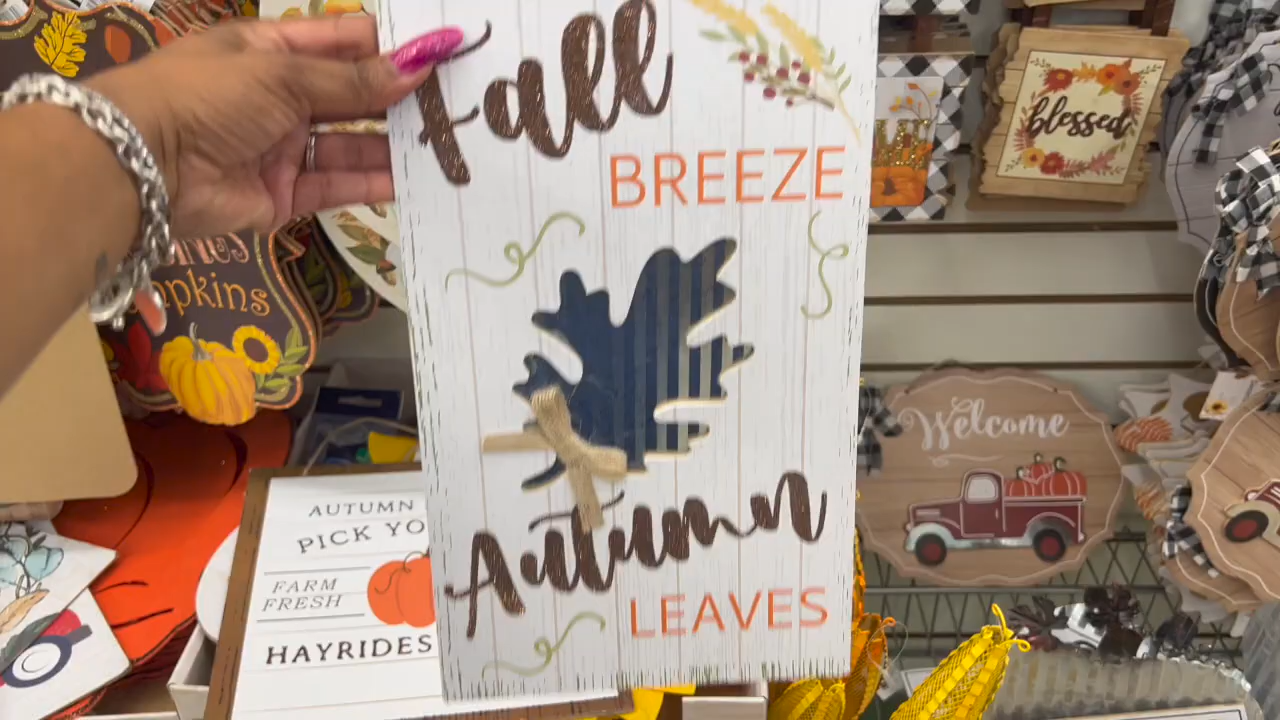 Fall
BREEZE
Autumn
LEAVES
blessed
Welcome
pkins
AUTUMN
PICK YO
FARM
FRESH
HAYRIDES